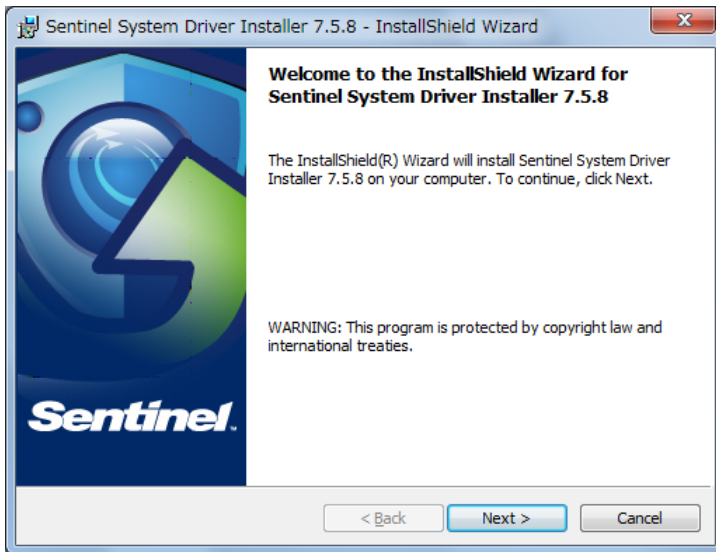 Sentinel System Driver Installer 7.5.8 - InstallShield Wizard
Welcome to the InstallShield Wizard for
Sentinel System Driver Installer 7.5.8
The InstallShield(R) Wizard will install Sentinel System Driver
Installer 7.5.8 on your computer. To continue, click Next.
WARNING: This program is protected by copyright law and
international treaties.
Sentinel.
< Back Next > Cancel